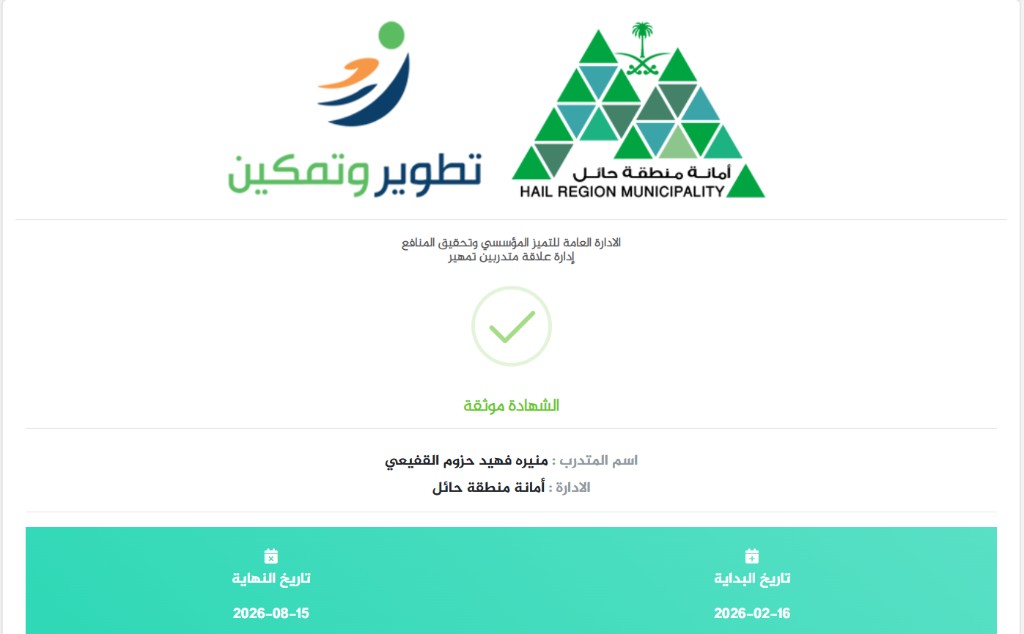 تطوير وتمكين
أمانة منطقة حائل
HAIL REGION MUNICIPALITY
الادارة العامة للتميز المؤسسي وتحقيق المنافع
إدارة علاقة متدربين تمهير
الشهادة موثقة
اسم المتدرب : منيره فهيد حزوم القفيعي
الادارة : أمانة منطقة حائل
تاريخ البداية
2026-02-16
تاريخ النهاية
2026-08-15